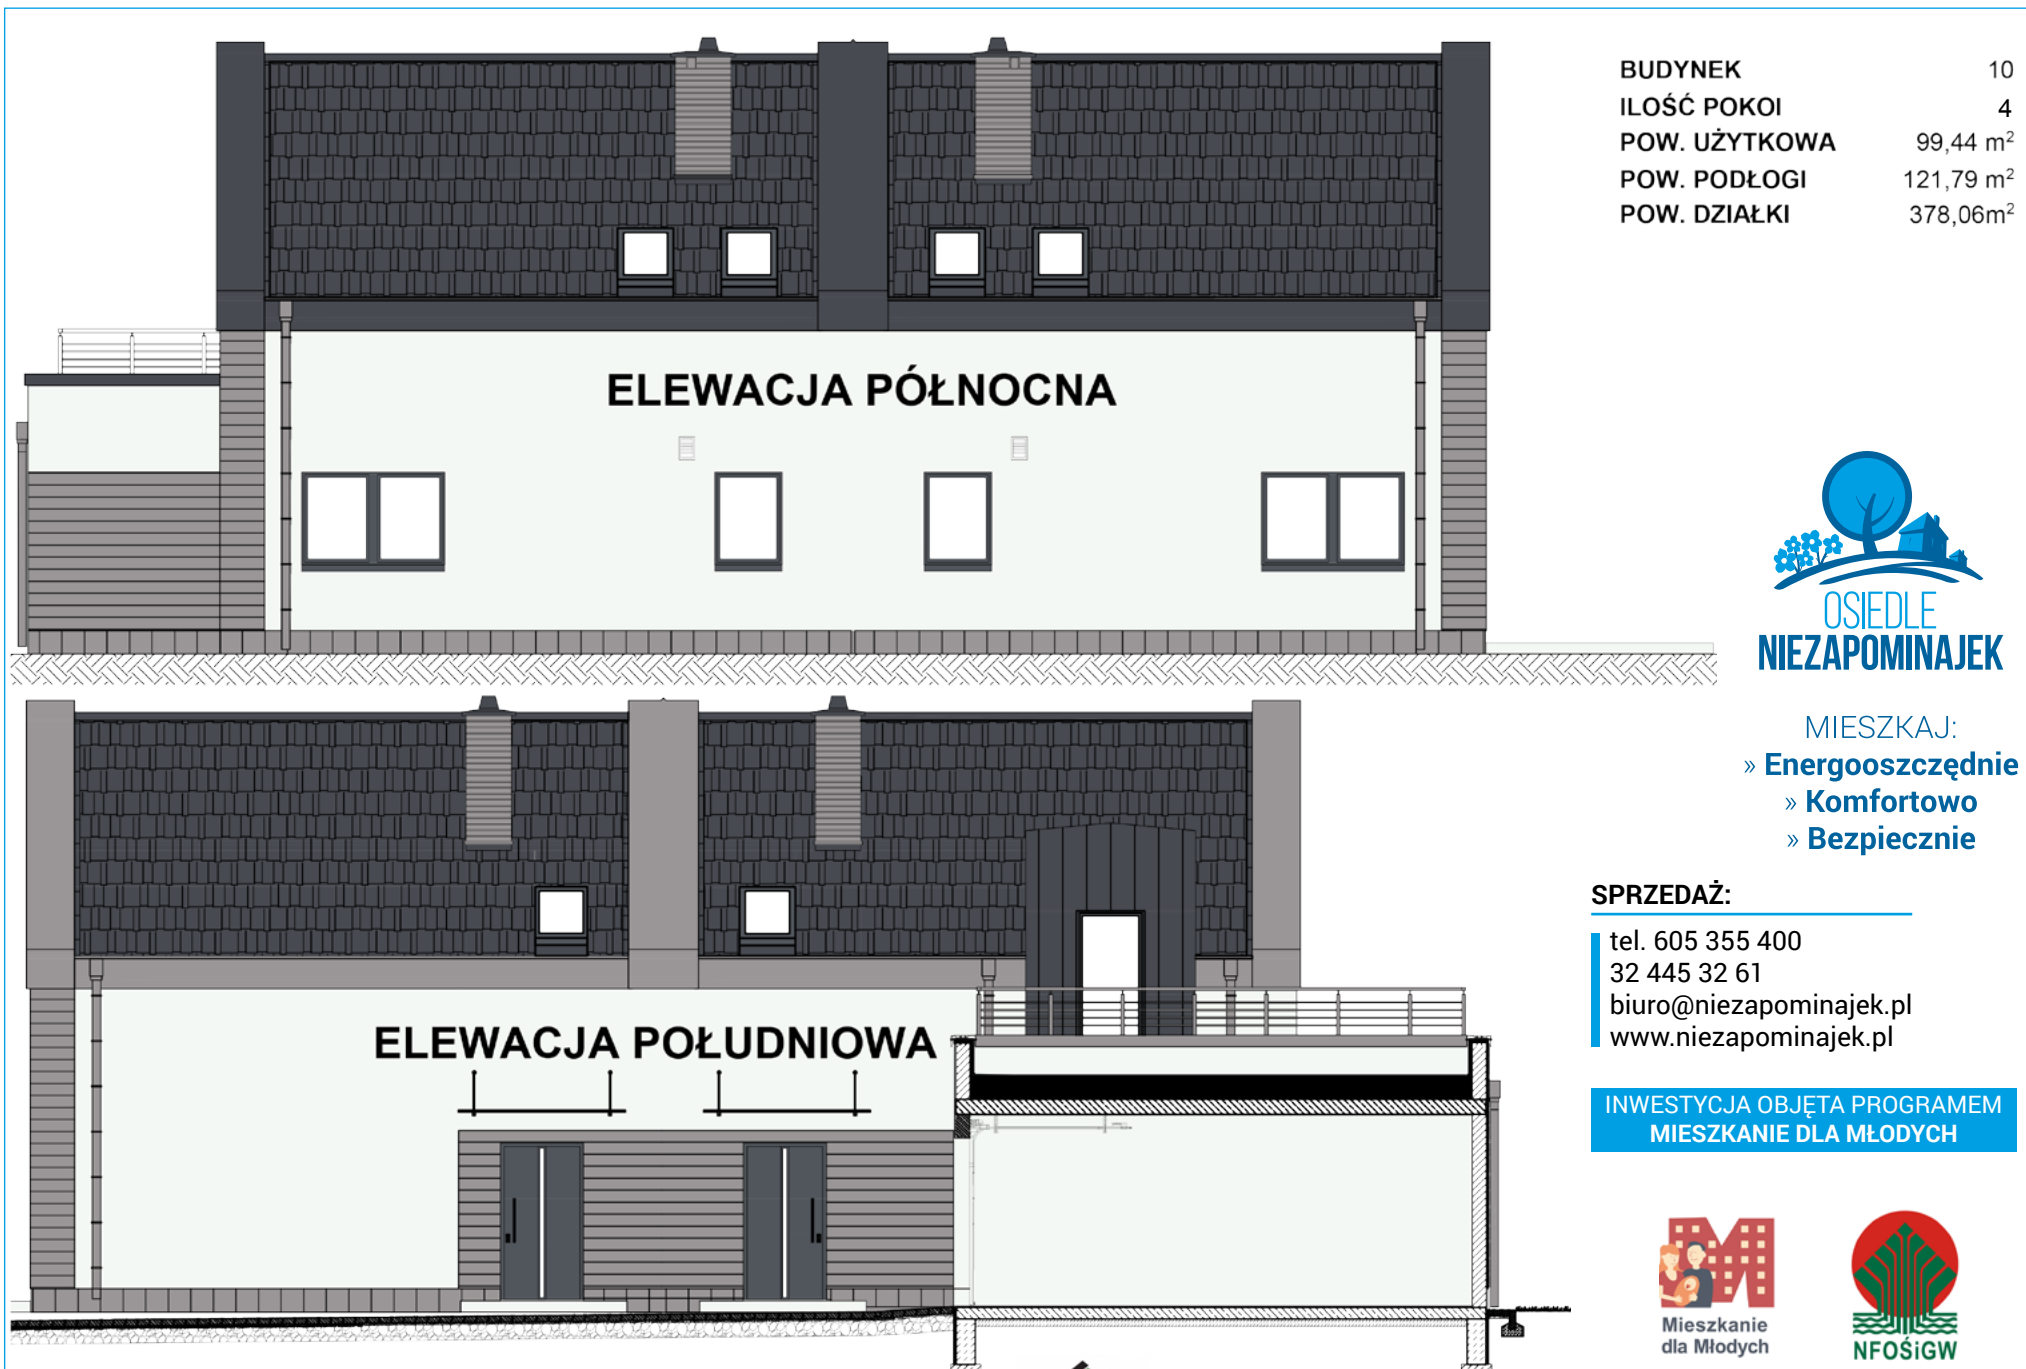 BUDYNEK 10
ILOŚĆ POKOI 4
POW. UŻYTKOWA 99,44 m²
POW. PODŁOGI 121,79 m²
POW. DZIAŁKI 378,06m²
ELEWACJA PÓŁNOCNA
OSIEDLE
NIEZAPOMINAJEK
MIESZKAJ:
» Energooszczędnie
» Komfortowo
» Bezpiecznie
ELEWACJA POŁUDNIOWA
SPRZEDAŻ:
tel. 605 355 400
32 445 32 61
biuro@niezapominajek.pl
www.niezapominajek.pl
INWESTYCJA OBJĘTA PROGRAMEM
MIESZKANIE DLA MŁODYCH
Mieszkanie
dla Młodych
NFOŚiGW